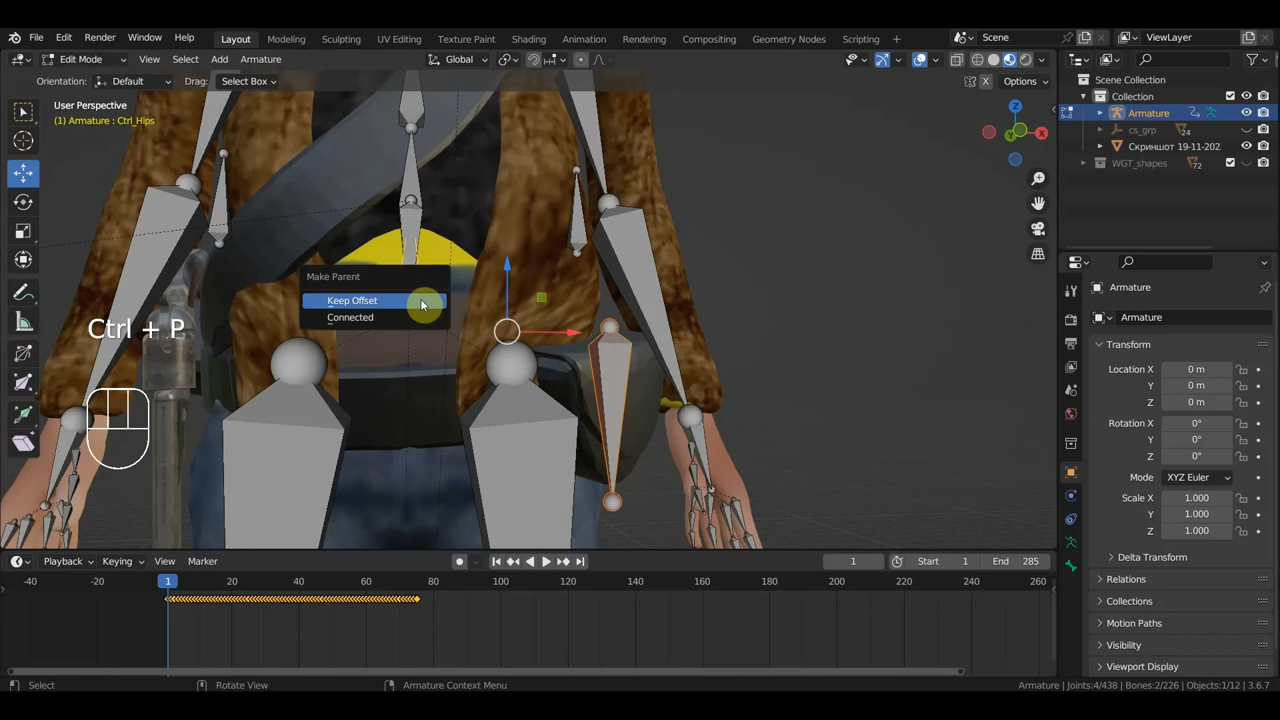 File Edit Render Window Help Layout Modeling Sculpting UV Editing Texture Paint Shading Animation Rendering Compositing Geometry Nodes Scripting + Scene ViewLayer
Edit Mode View Select Add Armature Global
Orientation: Default Drag: Select Box X Options
User Perspective
(1) Armature : Ctrl_Hips
Z
X
Y
Make Parent
Keep Offset
Connected
Ctrl + P
Scene Collection
Collection
Armature
cs_grp 24
Скриншот 19-11-202
WGT_shapes 72
Armature
Armature
Transform
Location X 0 m
Y 0 m
Z 0 m
Rotation X 0°
Y 0°
Z 0°
Mode XYZ Euler
Scale X 1.000
Y 1.000
Z 1.000
Delta Transform
Relations
Collections
Motion Paths
Visibility
Viewport Display
Playback Keying View Marker 1 Start 1 End 285
-40 -20 1 20 40 60 80 100 120 140 160 180 200 220 240 260
Select Rotate View Armature Context Menu Armature | Joints:4/438 | Bones:2/226 | Objects:1/12 | 3.6.7